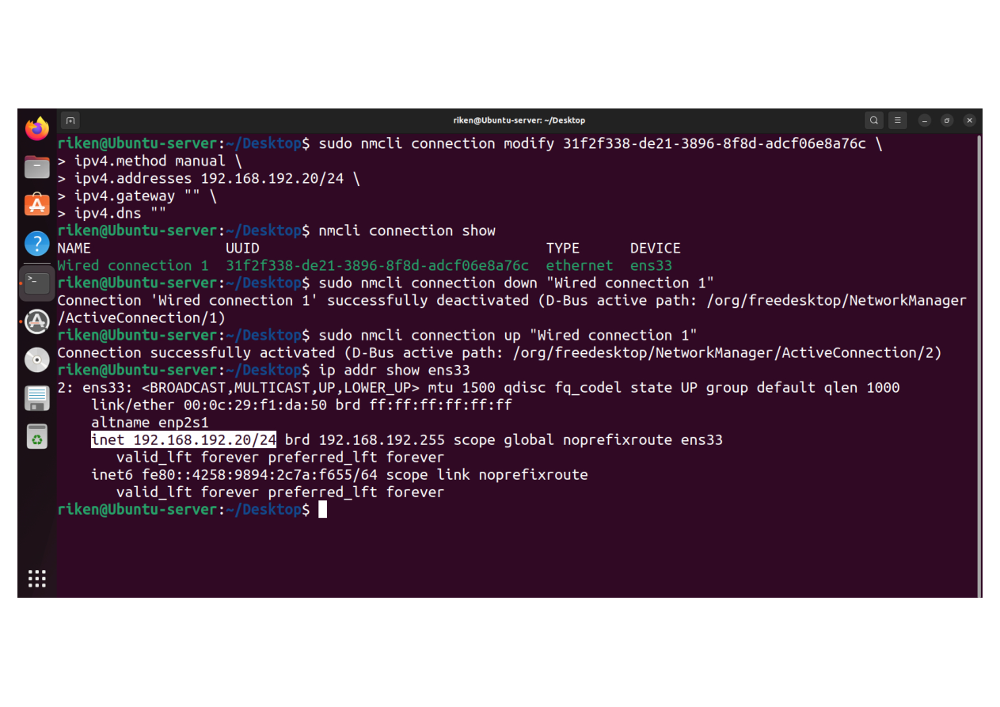 riken@Ubuntu-server: ~/Desktop
riken@Ubuntu-server:~/Desktop$ sudo nmcli connection modify 31f2f338-de21-3896-8f8d-adcf06e8a76c \
> ipv4.method manual \
> ipv4.addresses 192.168.192.20/24 \
> ipv4.gateway "" \
> ipv4.dns ""
riken@Ubuntu-server:~/Desktop$ nmcli connection show
NAME                UUID                                  TYPE      DEVICE
Wired connection 1  31f2f338-de21-3896-8f8d-adcf06e8a76c  ethernet  ens33
riken@Ubuntu-server:~/Desktop$ sudo nmcli connection down "Wired connection 1"
Connection 'Wired connection 1' successfully deactivated (D-Bus active path: /org/freedesktop/NetworkManager
/ActiveConnection/1)
riken@Ubuntu-server:~/Desktop$ sudo nmcli connection up "Wired connection 1"
Connection successfully activated (D-Bus active path: /org/freedesktop/NetworkManager/ActiveConnection/2)
riken@Ubuntu-server:~/Desktop$ ip addr show ens33
2: ens33: <BROADCAST,MULTICAST,UP,LOWER_UP> mtu 1500 qdisc fq_codel state UP group default qlen 1000
    link/ether 00:0c:29:f1:da:50 brd ff:ff:ff:ff:ff:ff
    altname enp2s1
    inet 192.168.192.20/24 brd 192.168.192.255 scope global noprefixroute ens33
       valid_lft forever preferred_lft forever
    inet6 fe80::4258:9894:2c7a:f655/64 scope link noprefixroute
       valid_lft forever preferred_lft forever
riken@Ubuntu-server:~/Desktop$